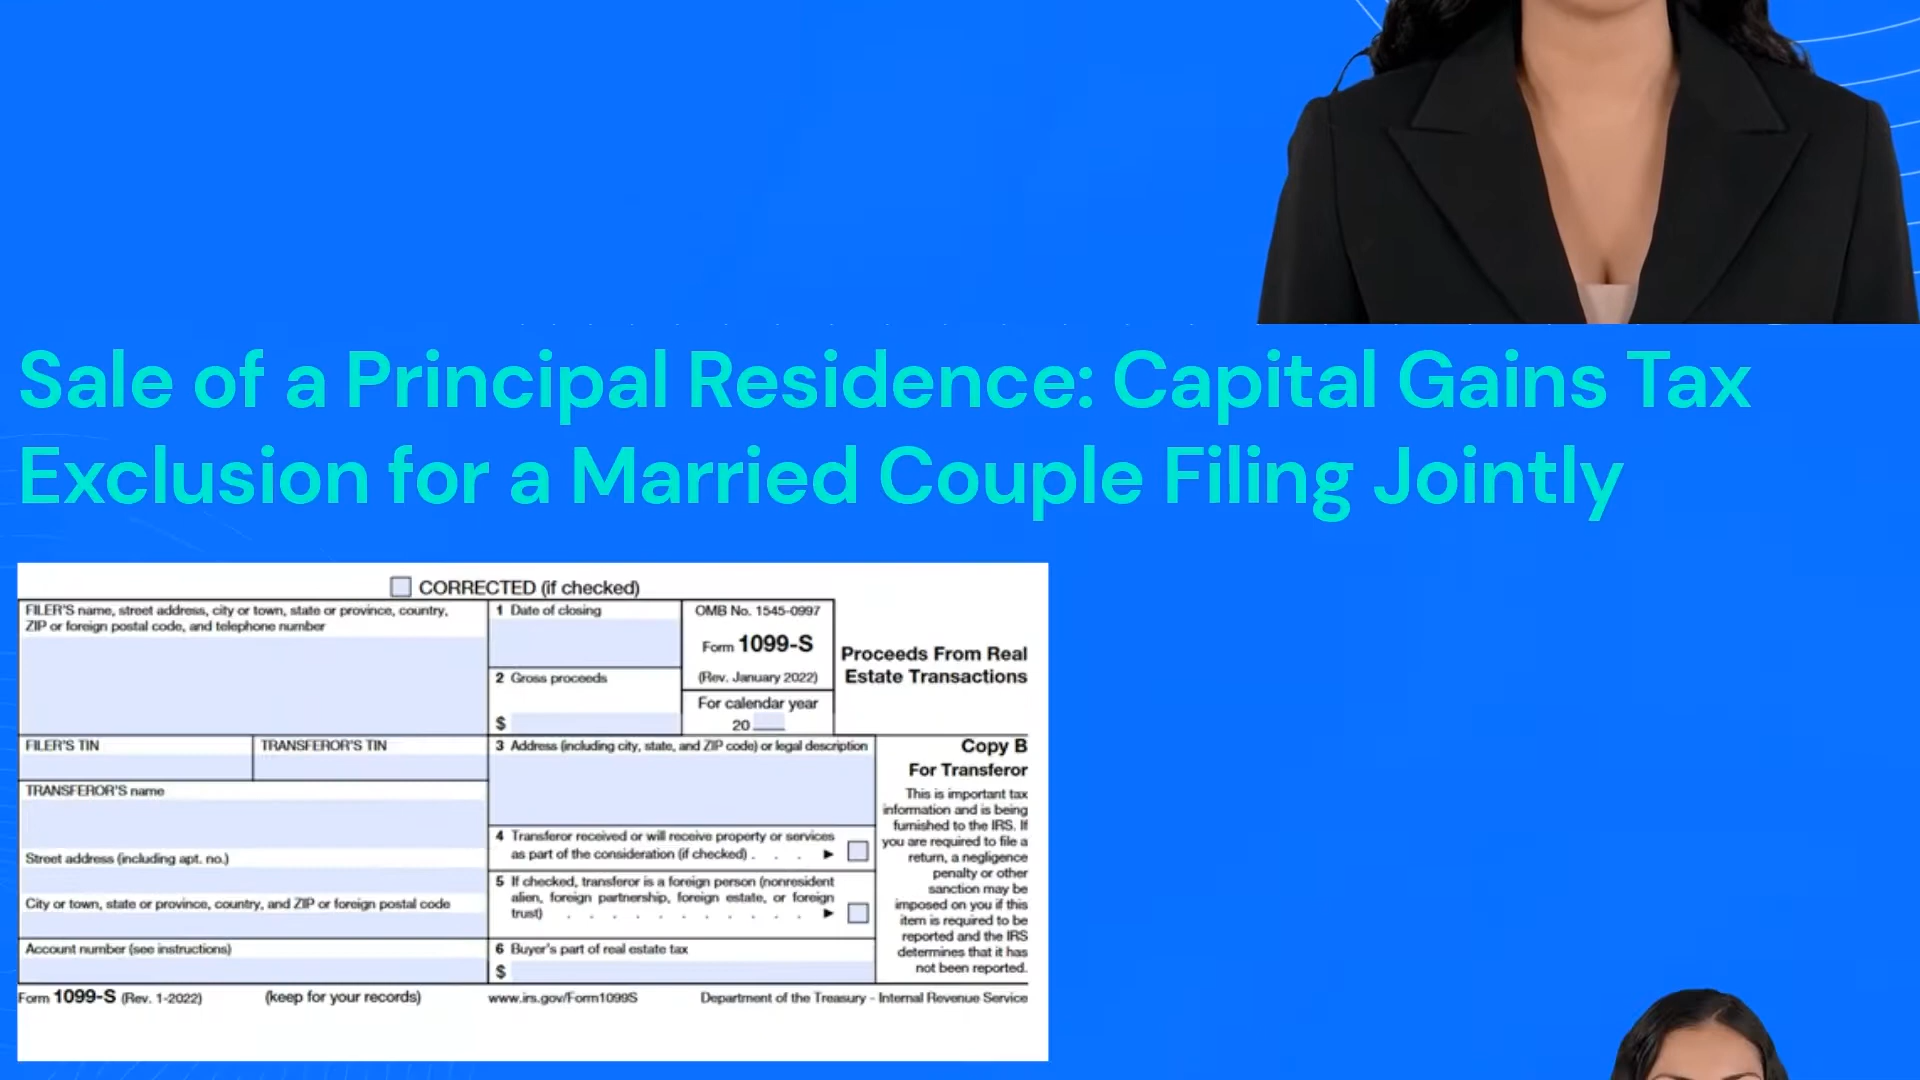 Sale of a Principal Residence: Capital Gains Tax
Exclusion for a Married Couple Filing Jointly
CORRECTED (if checked)
FILER'S name, street address, city or town, state or province, country,
ZIP or foreign postal code, and telephone number
1 Date of closing
OMB No. 1545-0997
Form 1099-S
(Rev. January 2022)
For calendar year
20
Proceeds From Real
Estate Transactions
2 Gross proceeds
$
FILER'S TIN
TRANSFEROR'S TIN
3 Address (including city, state, and ZIP code) or legal description
Copy B
For Transferor
This is important tax
information and is being
furnished to the IRS. If
you are required to file a
return, a negligence
penalty or other
sanction may be
imposed on you if this
item is required to be
reported and the IRS
determines that it has
not been reported.
TRANSFEROR'S name
4 Transferor received or will receive property or services
as part of the consideration (if checked) . . . ►
Street address (including apt. no.)
5 If checked, transferor is a foreign person (nonresident
alien, foreign partnership, foreign estate, or foreign
trust) . . . . . . . . . . . ►
City or town, state or province, country, and ZIP or foreign postal code
Account number (see instructions)
6 Buyer's part of real estate tax
$
Form 1099-S (Rev. 1-2022) (keep for your records) www.irs.gov/Form1099S Department of the Treasury - Internal Revenue Service